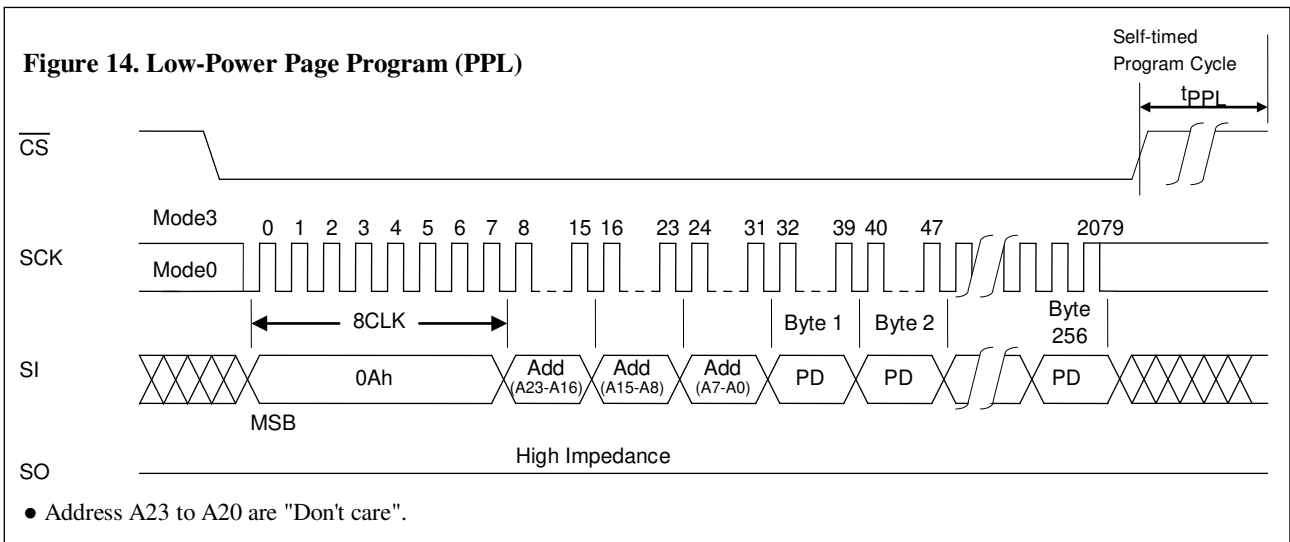 Figure 14. Low-Power Page Program (PPL)
Self-timed
Program Cycle
tPPL
CS
Mode3
0 1 2 3 4 5 6 7 8 15 16 23 24 31 32 39 40 47 2079
SCK
Mode0
8CLK Byte 1 Byte 2 Byte
256
SI
0Ah Add Add Add PD PD PD
(A23-A16) (A15-A8) (A7-A0)
MSB
High Impedance
SO
● Address A23 to A20 are "Don't care".